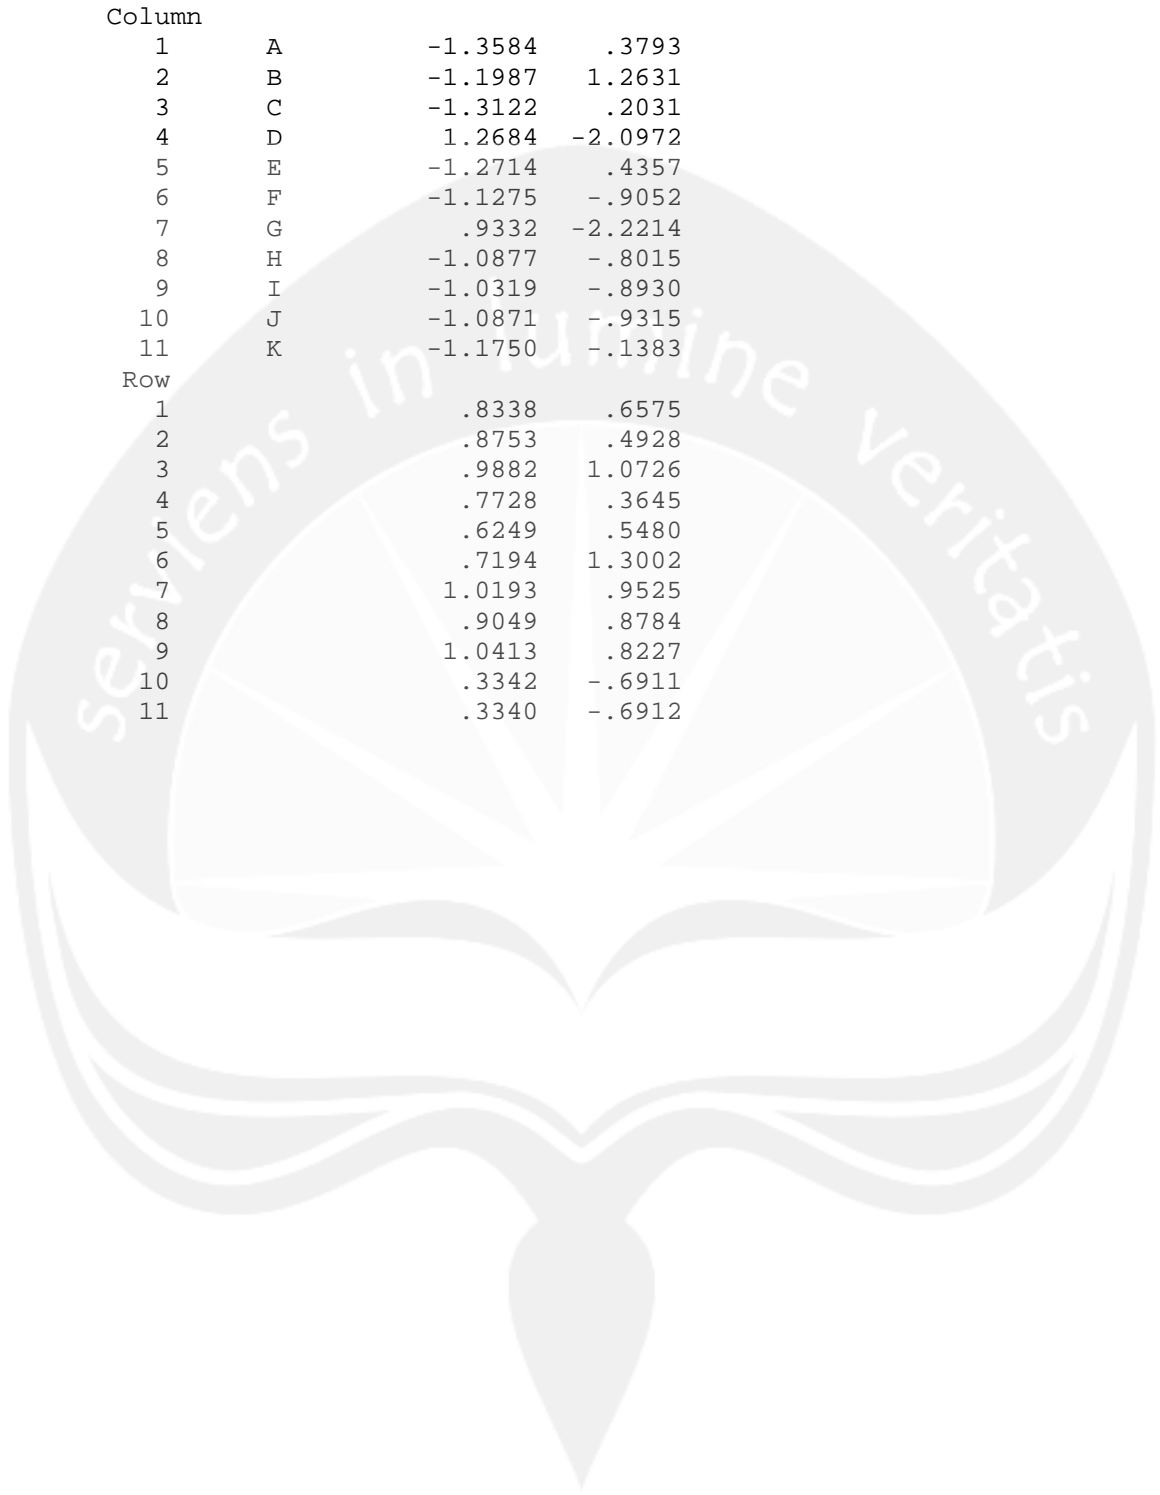 Column
1 A -1.3584 .3793
2 B -1.1987 1.2631
3 C -1.3122 .2031
4 D 1.2684 -2.0972
5 E -1.2714 .4357
6 F -1.1275 -.9052
7 G .9332 -2.2214
8 H -1.0877 -.8015
9 I -1.0319 -.8930
10 J -1.0871 -.9315
11 K -1.1750 -.1383
Row
1 .8338 .6575
2 .8753 .4928
3 .9882 1.0726
4 .7728 .3645
5 .6249 .5480
6 .7194 1.3002
7 1.0193 .9525
8 .9049 .8784
9 1.0413 .8227
10 .3342 -.6911
11 .3340 -.6912
serviens in lumine veritatis